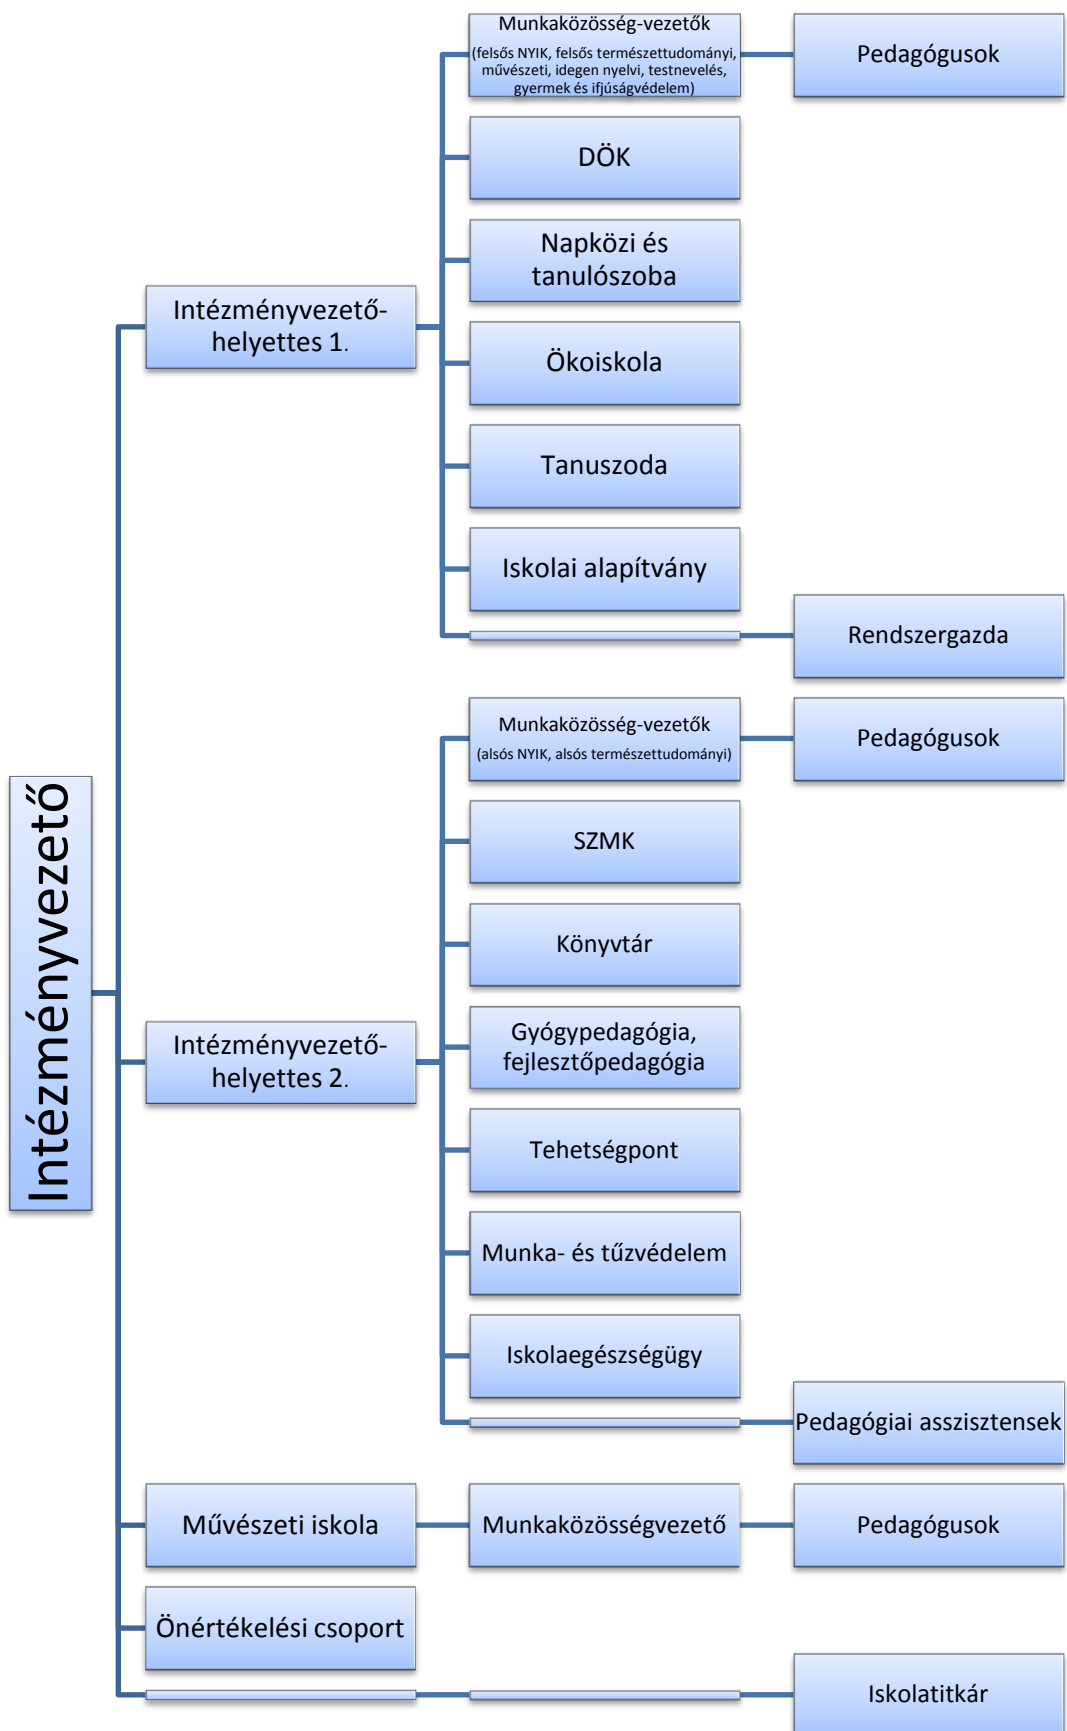 Munkaközösség-vezetők
(felsős NYIK, felsős természettudományi,
művészeti, idegen nyelvi, testnevelés,
gyermek és ifjúságvédelem)
Pedagógusok
DÖK
Napközi és
tanulószoba
Intézményvezető-
helyettes 1.
Ökoiskola
Tanuszoda
Iskolai alapítvány
Rendszergazda
Munkaközösség-vezetők
(alsós NYIK, alsós természettudományi)
Pedagógusok
SZMK
Könyvtár
Intézményvezető
Intézményvezető-
helyettes 2.
Gyógypedagógia,
fejlesztőpedagógia
Tehetségpont
Munka- és tűzvédelem
Iskolaegészségügy
Pedagógiai asszisztensek
Művészeti iskola
Munkaközösségvezető
Pedagógusok
Önértékelési csoport
Iskolatitkár